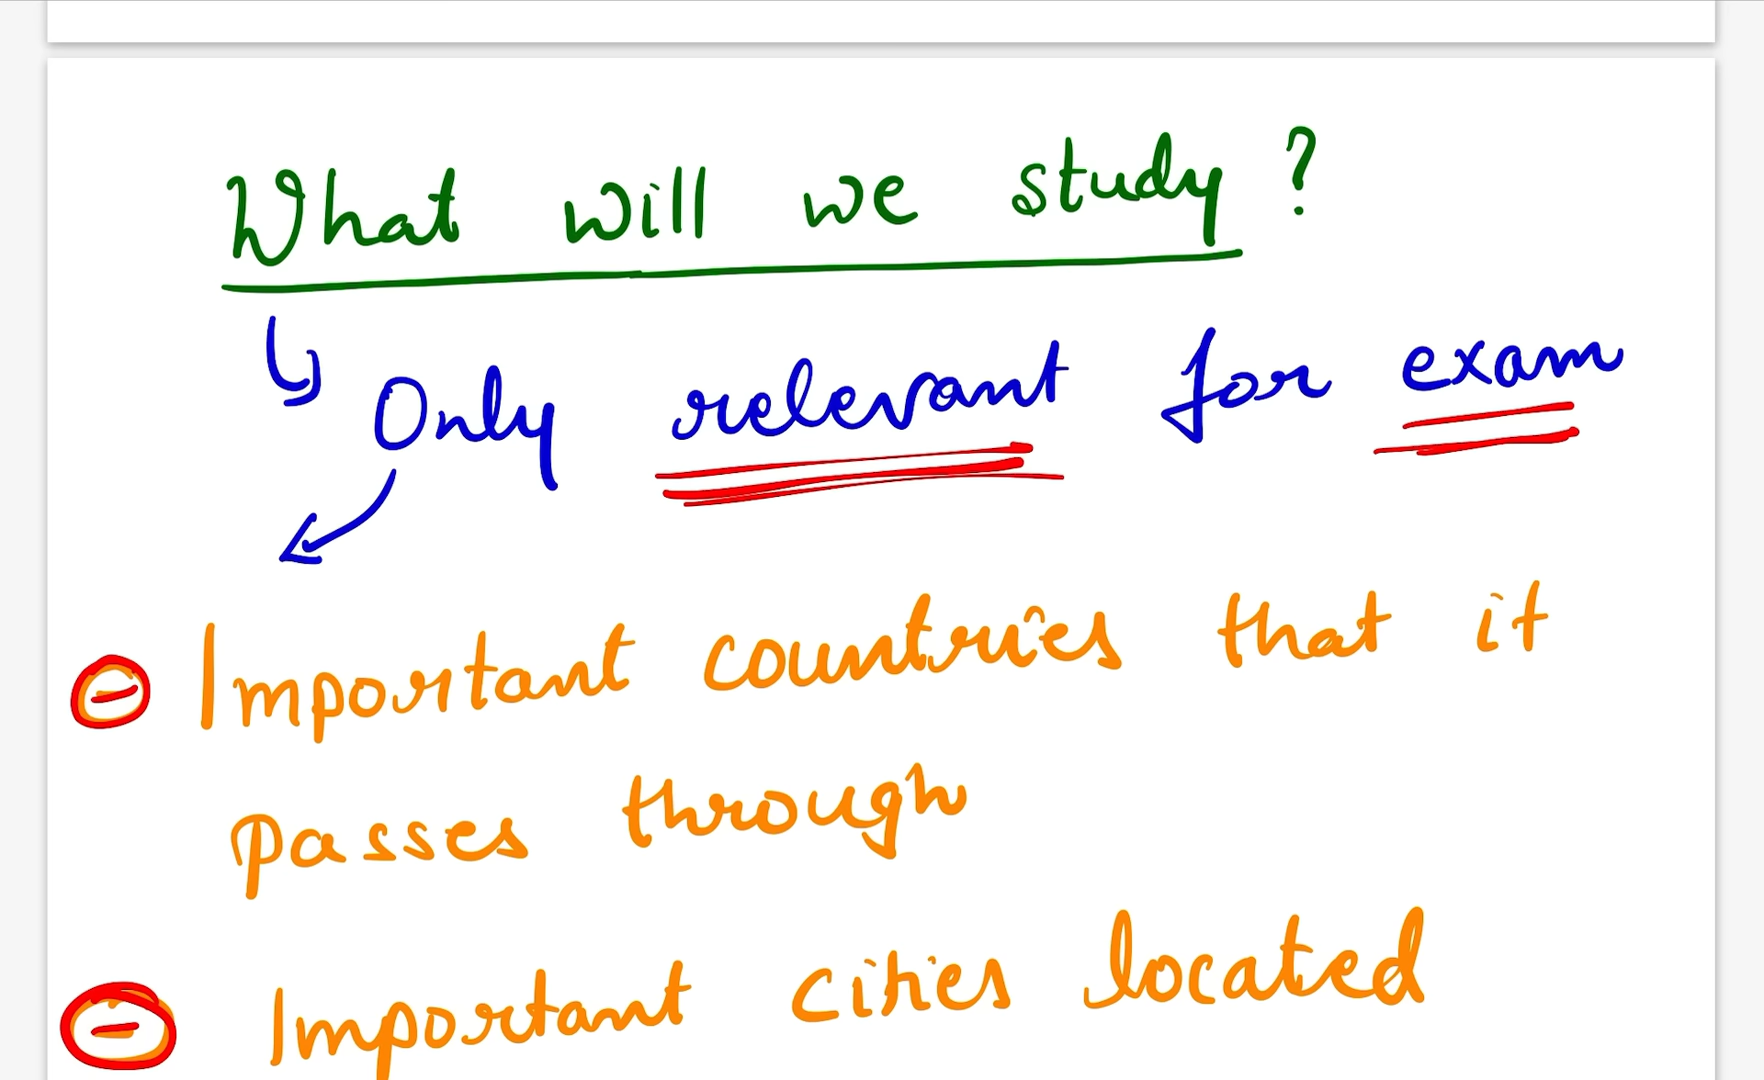 What will we study?
Only relevant for exam
Important countries that it
passes through
Important cities located